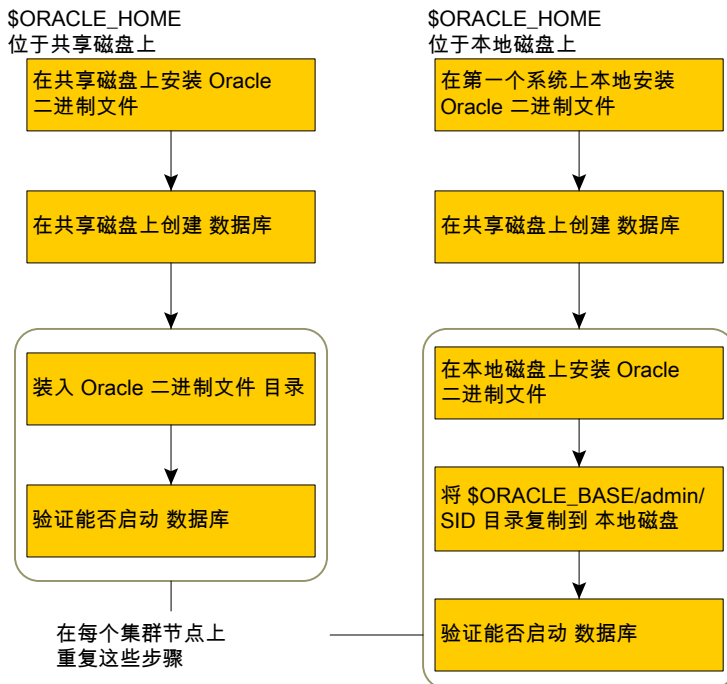 $ORACLE_HOME
位于共享磁盘上
在共享磁盘上安装 Oracle
二进制文件
在共享磁盘上创建 数据库
装入 Oracle 二进制文件 目录
验证能否启动 数据库
在每个集群节点上
重复这些步骤
$ORACLE_HOME
位于本地磁盘上
在第一个系统上本地安装
Oracle 二进制文件
在共享磁盘上创建 数据库
在本地磁盘上安装 Oracle
二进制文件
将 $ORACLE_BASE/admin/
SID 目录复制到 本地磁盘
验证能否启动 数据库